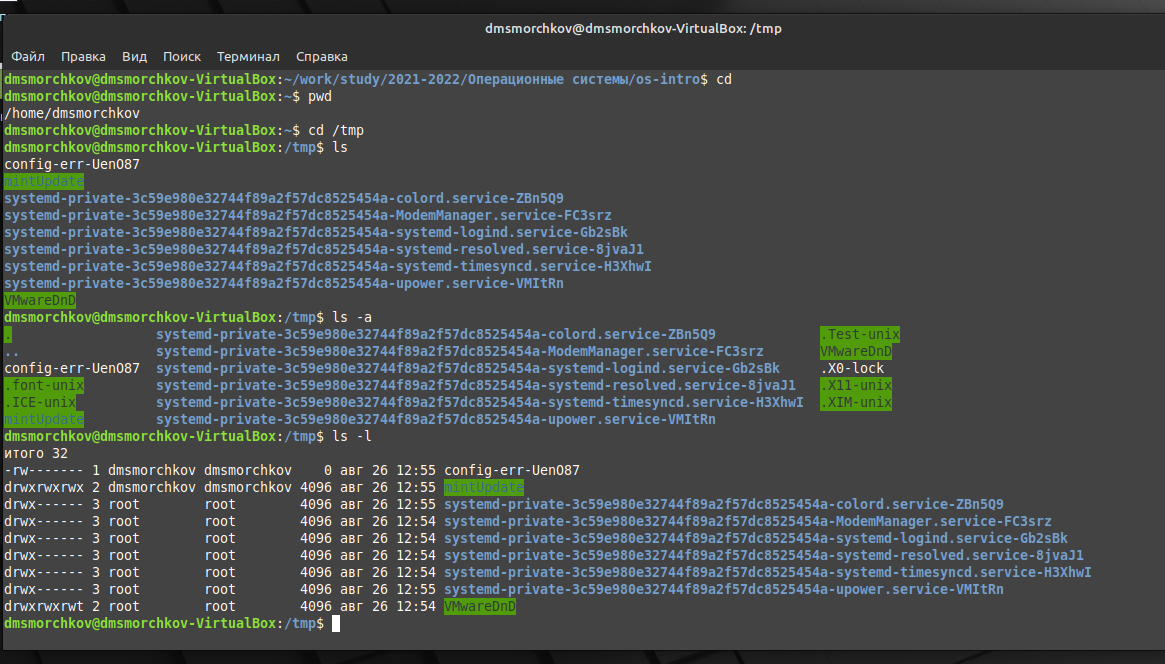 dmsmorchkov@dmsmorchkov-VirtualBox: /tmp
Файл Правка Вид Поиск Терминал Справка
dmsmorchkov@dmsmorchkov-VirtualBox:~/work/study/2021-2022/Операционные системы/os-intro$ cd
dmsmorchkov@dmsmorchkov-VirtualBox:~$ pwd
/home/dmsmorchkov
dmsmorchkov@dmsmorchkov-VirtualBox:~$ cd /tmp
dmsmorchkov@dmsmorchkov-VirtualBox:/tmp$ ls
config-err-UenO87
mintUpdate
systemd-private-3c59e980e32744f89a2f57dc8525454a-colord.service-ZBn5Q9
systemd-private-3c59e980e32744f89a2f57dc8525454a-ModemManager.service-FC3srz
systemd-private-3c59e980e32744f89a2f57dc8525454a-systemd-logind.service-Gb2sBk
systemd-private-3c59e980e32744f89a2f57dc8525454a-systemd-resolved.service-8jvaJ1
systemd-private-3c59e980e32744f89a2f57dc8525454a-systemd-timesyncd.service-H3XhwI
systemd-private-3c59e980e32744f89a2f57dc8525454a-upower.service-VMItRn
VMwareDnD
dmsmorchkov@dmsmorchkov-VirtualBox:/tmp$ ls -a
. systemd-private-3c59e980e32744f89a2f57dc8525454a-colord.service-ZBn5Q9 .Test-unix
.. systemd-private-3c59e980e32744f89a2f57dc8525454a-ModemManager.service-FC3srz VMwareDnD
config-err-UenO87 systemd-private-3c59e980e32744f89a2f57dc8525454a-systemd-logind.service-Gb2sBk .X0-lock
.font-unix systemd-private-3c59e980e32744f89a2f57dc8525454a-systemd-resolved.service-8jvaJ1 .X11-unix
.ICE-unix systemd-private-3c59e980e32744f89a2f57dc8525454a-systemd-timesyncd.service-H3XhwI .XIM-unix
mintUpdate systemd-private-3c59e980e32744f89a2f57dc8525454a-upower.service-VMItRn
dmsmorchkov@dmsmorchkov-VirtualBox:/tmp$ ls -l
итого 32
-rw------- 1 dmsmorchkov dmsmorchkov 0 авг 26 12:55 config-err-UenO87
drwxrwxrwx 2 dmsmorchkov dmsmorchkov 4096 авг 26 12:55 mintUpdate
drwx------ 3 root root 4096 авг 26 12:55 systemd-private-3c59e980e32744f89a2f57dc8525454a-colord.service-ZBn5Q9
drwx------ 3 root root 4096 авг 26 12:54 systemd-private-3c59e980e32744f89a2f57dc8525454a-ModemManager.service-FC3srz
drwx------ 3 root root 4096 авг 26 12:54 systemd-private-3c59e980e32744f89a2f57dc8525454a-systemd-logind.service-Gb2sBk
drwx------ 3 root root 4096 авг 26 12:54 systemd-private-3c59e980e32744f89a2f57dc8525454a-systemd-resolved.service-8jvaJ1
drwx------ 3 root root 4096 авг 26 12:54 systemd-private-3c59e980e32744f89a2f57dc8525454a-systemd-timesyncd.service-H3XhwI
drwx------ 3 root root 4096 авг 26 12:55 systemd-private-3c59e980e32744f89a2f57dc8525454a-upower.service-VMItRn
drwxrwxrwt 2 root root 4096 авг 26 12:54 VMwareDnD
dmsmorchkov@dmsmorchkov-VirtualBox:/tmp$